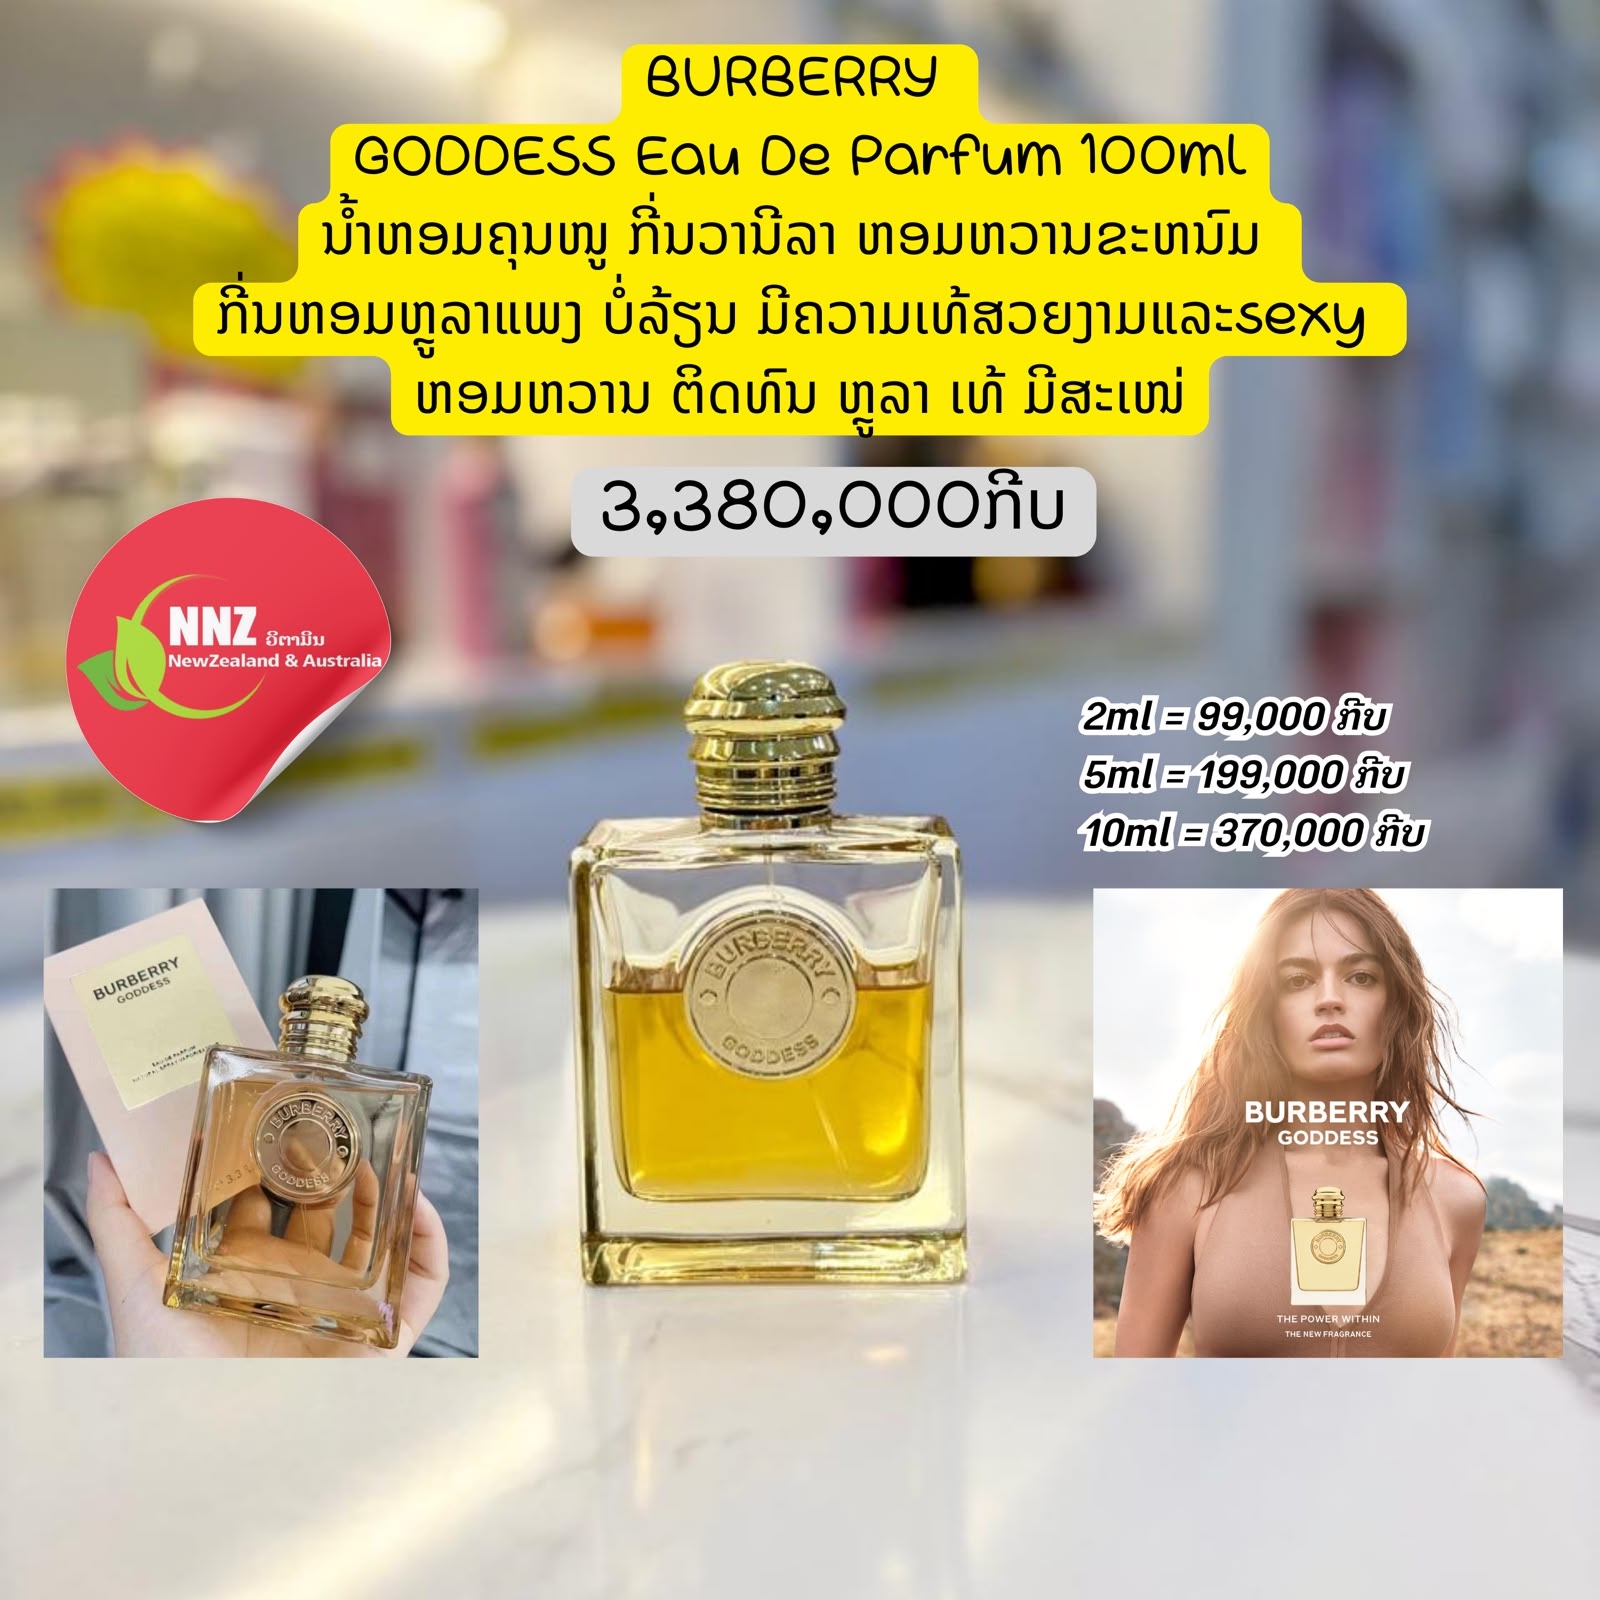 BURBERRY
GODDESS Eau De Parfum 100ml
ນ້ຳຫອມຄຸນໜູ ກິ່ນວານີລາ ຫອມຫວານຂະຫນົມ
ກິ່ນຫອມຫຼູລາແພງ ບໍ່ລ້ຽນ ມີຄວາມເທ້ສວຍງາມແລະsexy
ຫອມຫວານ ຕິດທົນ ຫຼູລາ ເທ້ ມີສະເໜ່
3,380,000ກີບ
NNZ ວິຕາມິນ
NewZealand & Australia
2ml = 99,000 ກີບ
5ml = 199,000 ກີບ
10ml = 370,000 ກີບ
BURBERRY
GODDESS
BURBERRY
GODDESS
EAU DE PARFUM
BURBERRY
GODDESS
BURBERRY
GODDESS
THE POWER WITHIN
THE NEW FRAGRANCE